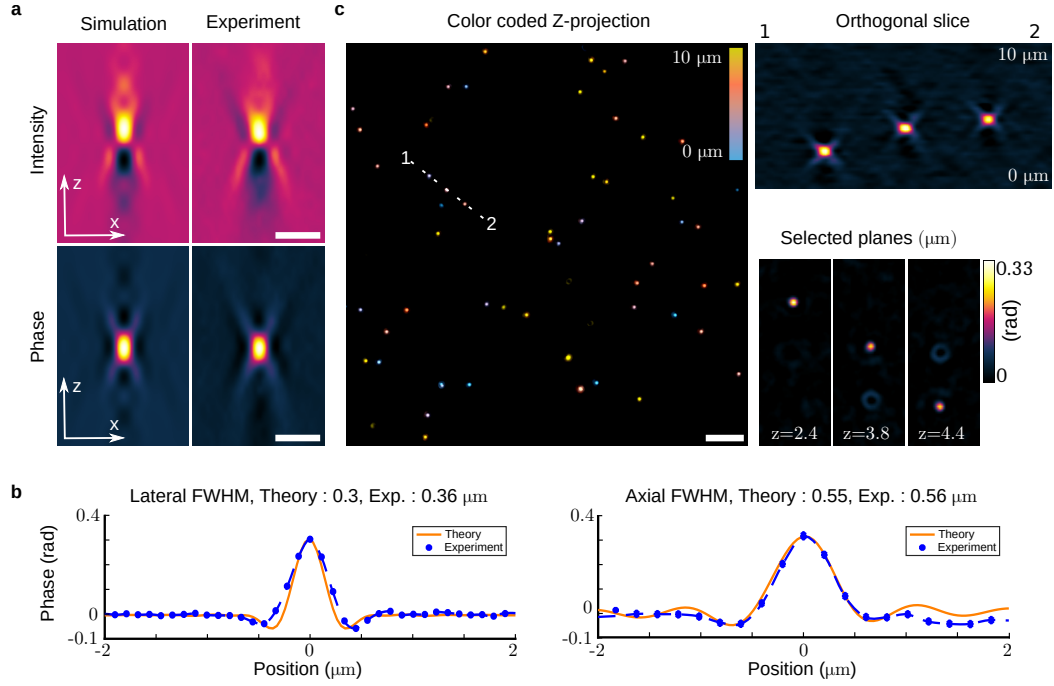 a
Simulation
Experiment
Intensity
z
x
Phase
z
x
c
Color coded Z-projection
10 μm
0 μm
1
2
Orthogonal slice
1
2
10 μm
0 μm
Selected planes (μm)
z=2.4
z=3.8
z=4.4
0.33
(rad)
0
b
Lateral FWHM, Theory : 0.3, Exp. : 0.36 μm
0.4
0
-0.1
Phase (rad)
Theory
Experiment
-2
0
2
Position (μm)
Axial FWHM, Theory : 0.55, Exp. : 0.56 μm
0.4
0
-0.1
Theory
Experiment
-2
0
2
Position (μm)